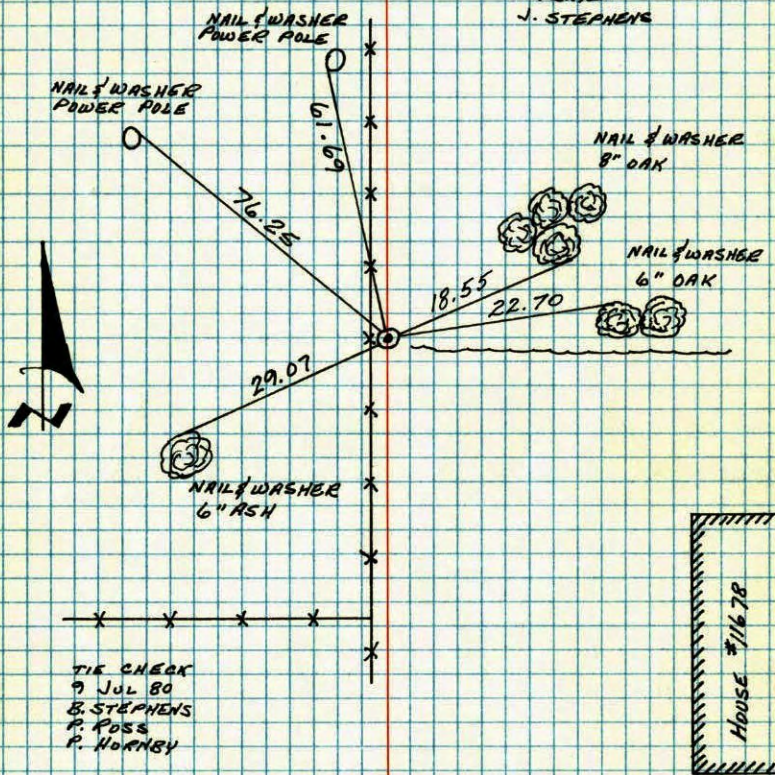 J. STEPHENS
NAIL & WASHER
POWER POLE
NAIL & WASHER
POWER POLE
61.69
76.25
NAIL & WASHER
8" OAK
NAIL & WASHER
6" OAK
18.55
22.70
29.07
NAIL & WASHER
6" ASH
N
HOUSE #11678
TIE CHECK
9 JUL 80
B. STEPHENS
P. ROSS
P. HORNBY